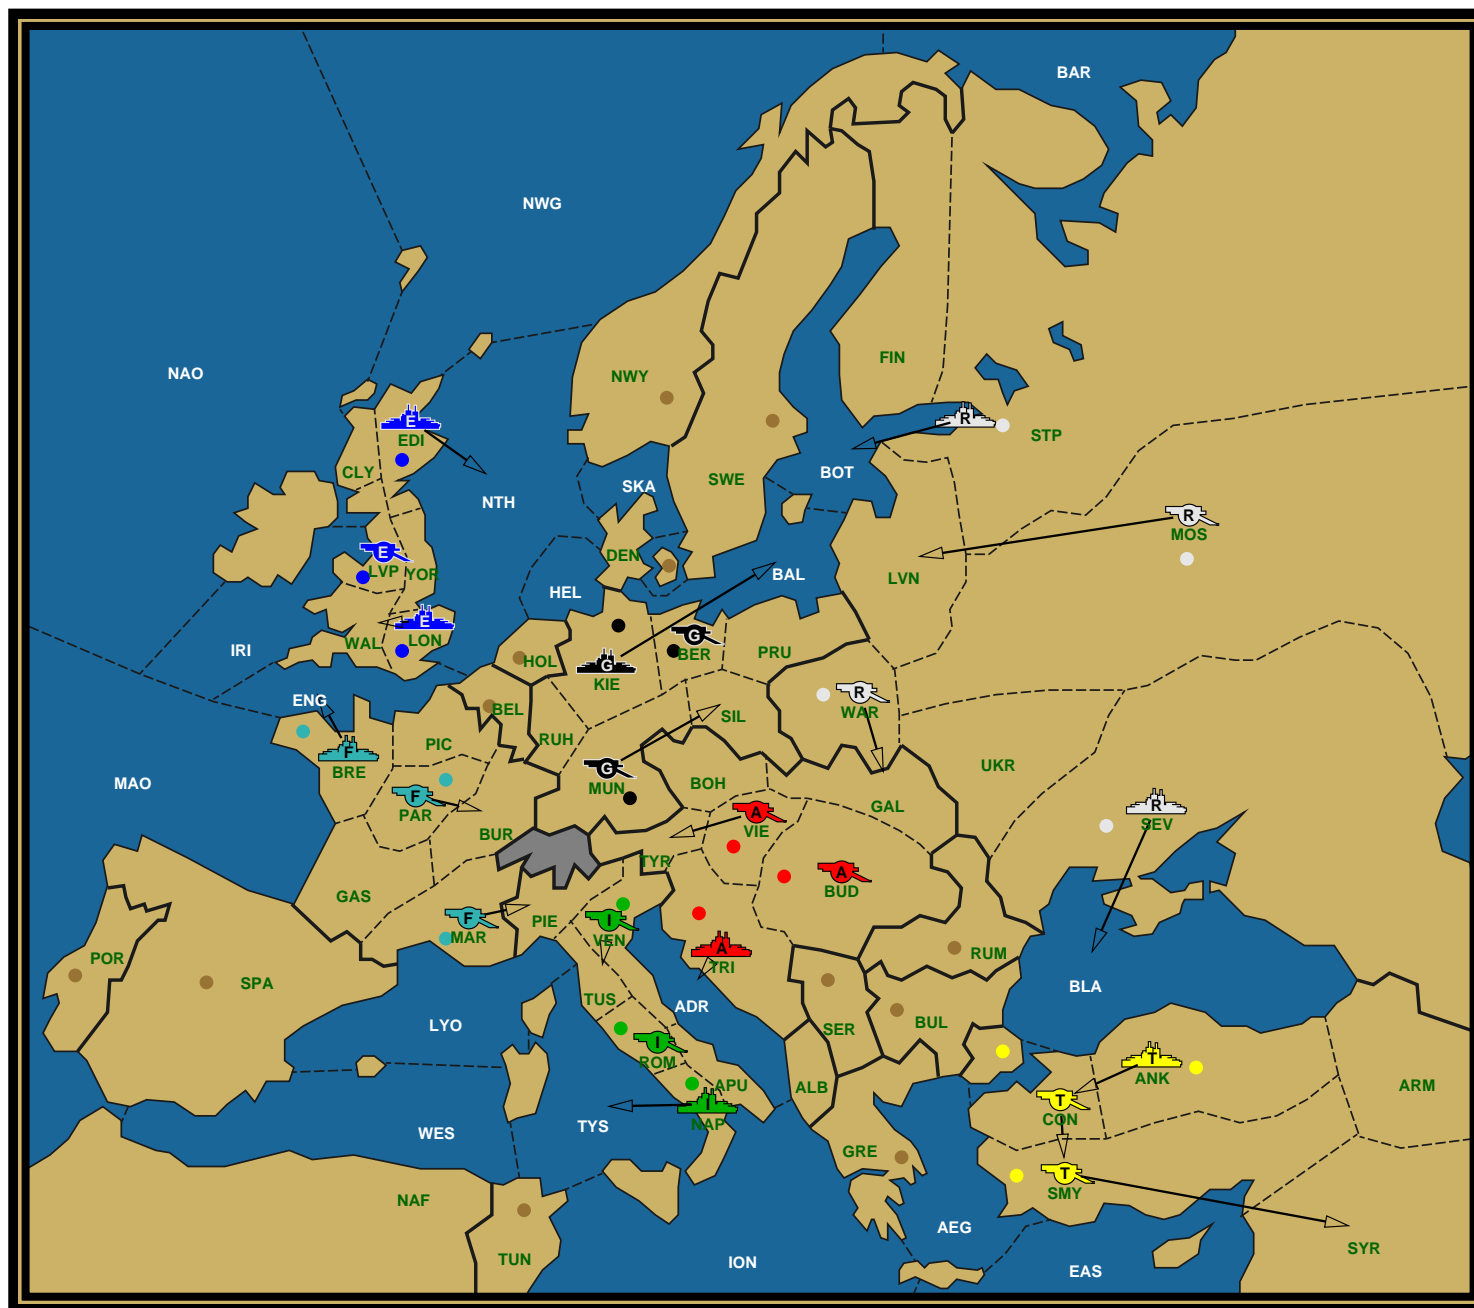 BAR
NWG
FIN
NAO
NWY
E
EDI
R
STP
CLY
SWE
BOT
SKA
NTH
R
MOS
E
LVP
YOR
DEN
BAL
LVN
HEL
E
LON
WAL
IRI
G
BER
PRU
HOL
G
KIE
R
WAR
ENG
BEL
SIL
PIC
RUH
F
BRE
UKR
MAO
G
MUN
BOH
F
PAR
GAL
R
SEV
A
VIE
BUR
TYR
A
BUD
GAS
F
MAR
PIE
I
VEN
A
TRI
RUM
POR
SPA
BLA
TUS
ADR
LYO
BUL
SER
I
ROM
T
ANK
APU
ALB
ARM
T
CON
I
NAP
WES
TYS
GRE
T
SMY
NAF
AEG
SYR
TUN
ION
EAS